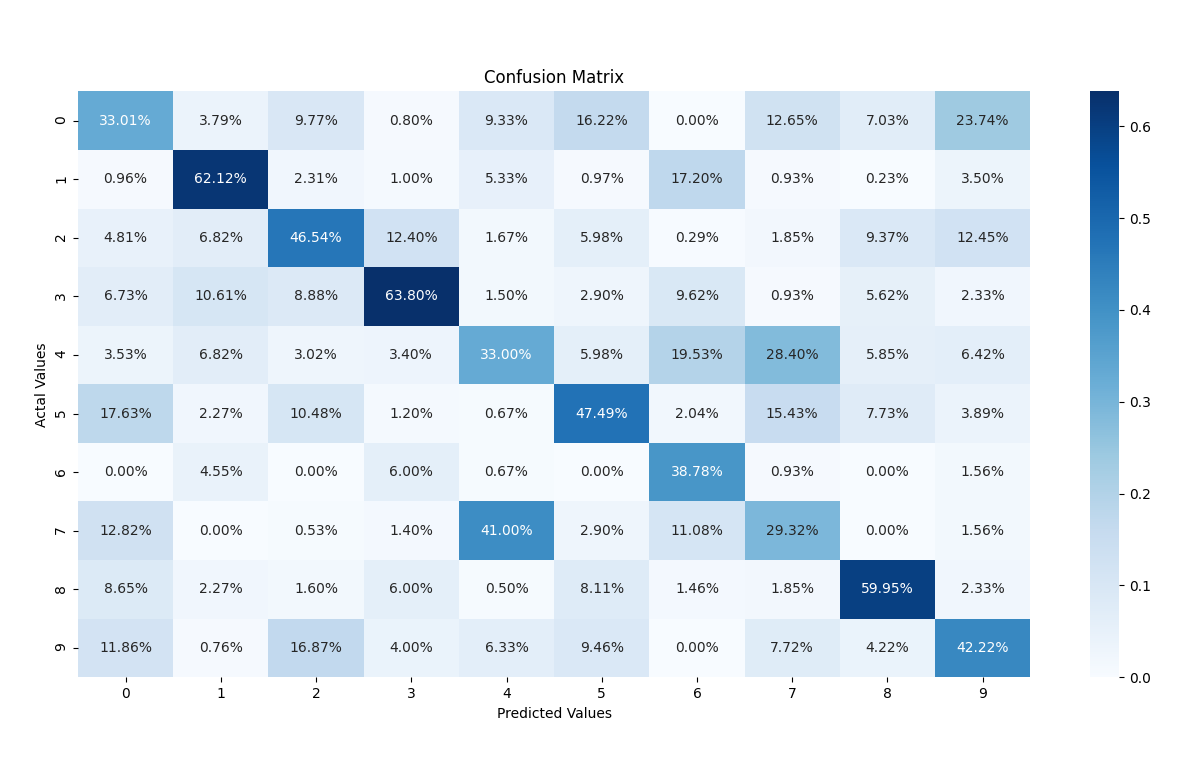 Confusion Matrix
0 33.01% 3.79% 9.77% 0.80% 9.33% 16.22% 0.00% 12.65% 7.03% 23.74%
1 0.96% 62.12% 2.31% 1.00% 5.33% 0.97% 17.20% 0.93% 0.23% 3.50%
2 4.81% 6.82% 46.54% 12.40% 1.67% 5.98% 0.29% 1.85% 9.37% 12.45%
3 6.73% 10.61% 8.88% 63.80% 1.50% 2.90% 9.62% 0.93% 5.62% 2.33%
4 3.53% 6.82% 3.02% 3.40% 33.00% 5.98% 19.53% 28.40% 5.85% 6.42%
5 17.63% 2.27% 10.48% 1.20% 0.67% 47.49% 2.04% 15.43% 7.73% 3.89%
6 0.00% 4.55% 0.00% 6.00% 0.67% 0.00% 38.78% 0.93% 0.00% 1.56%
7 12.82% 0.00% 0.53% 1.40% 41.00% 2.90% 11.08% 29.32% 0.00% 1.56%
8 8.65% 2.27% 1.60% 6.00% 0.50% 8.11% 1.46% 1.85% 59.95% 2.33%
9 11.86% 0.76% 16.87% 4.00% 6.33% 9.46% 0.00% 7.72% 4.22% 42.22%
0 1 2 3 4 5 6 7 8 9
Predicted Values
Actal Values
0.6
0.5
0.4
0.3
0.2
0.1
0.0